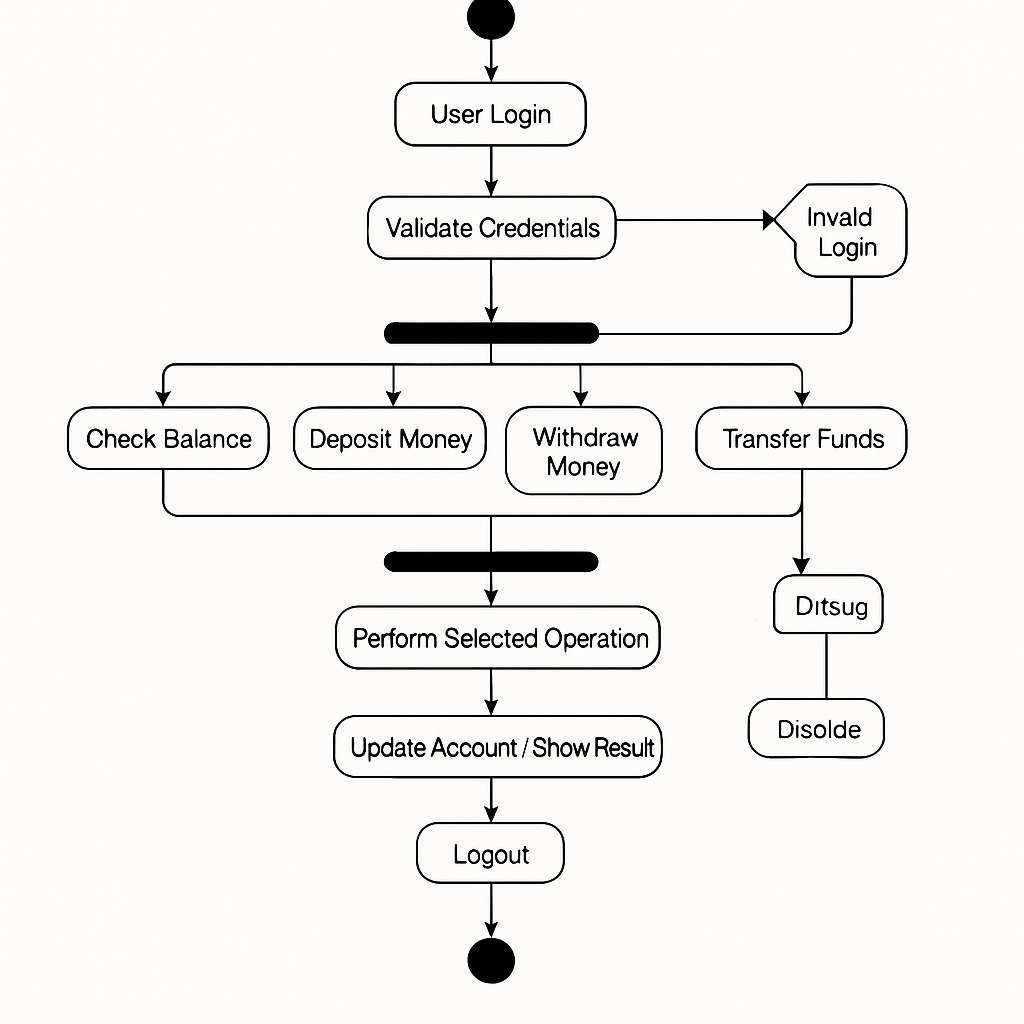 User Login
Validate Credentials
Invald
Login
Check Balance
Deposit Money
Withdraw
Money
Transfer Funds
Dıtsug
Perform Selected Operation
Disolde
Update Account / Show Result
Logout